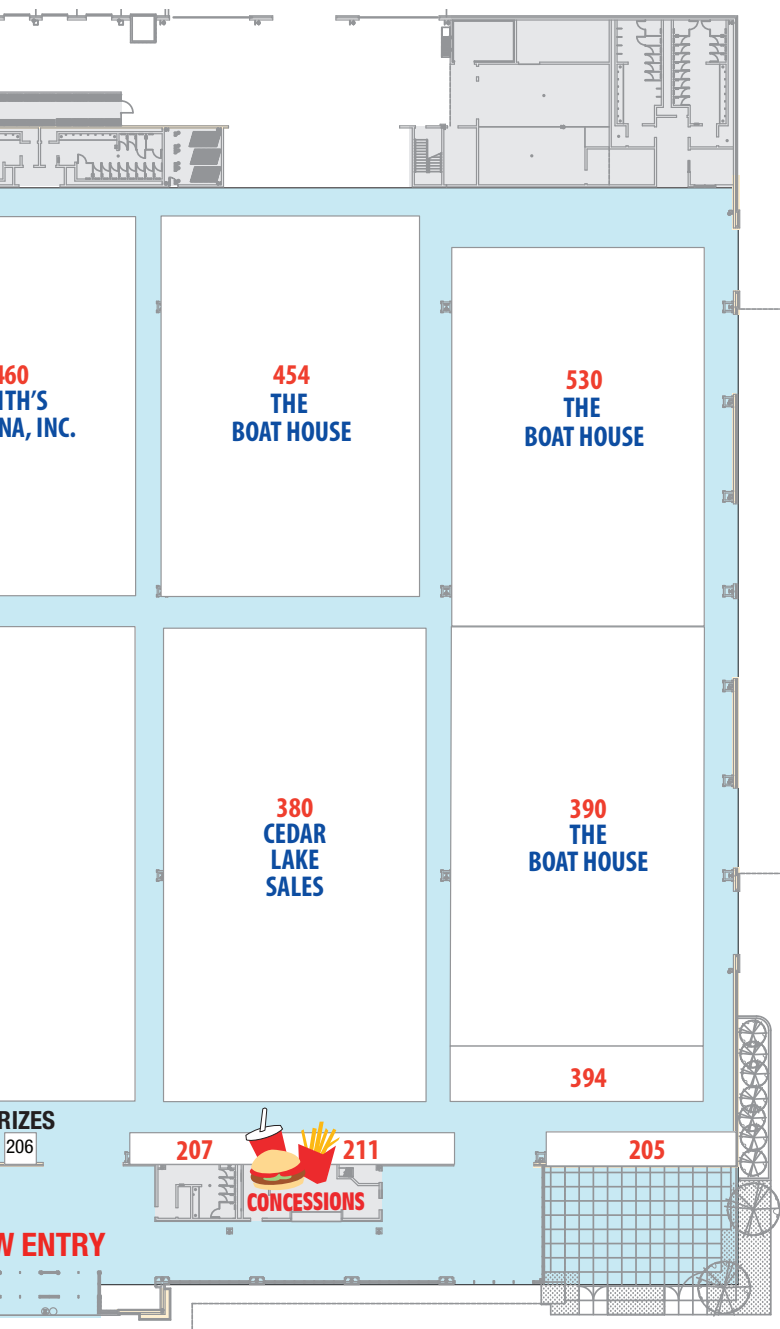 460
ITH'S
NA, INC.
454
THE
BOAT HOUSE
530
THE
BOAT HOUSE
380
CEDAR
LAKE
SALES
390
THE
BOAT HOUSE
394
RIZES
206
207
211
205
CONCESSIONS
W ENTRY